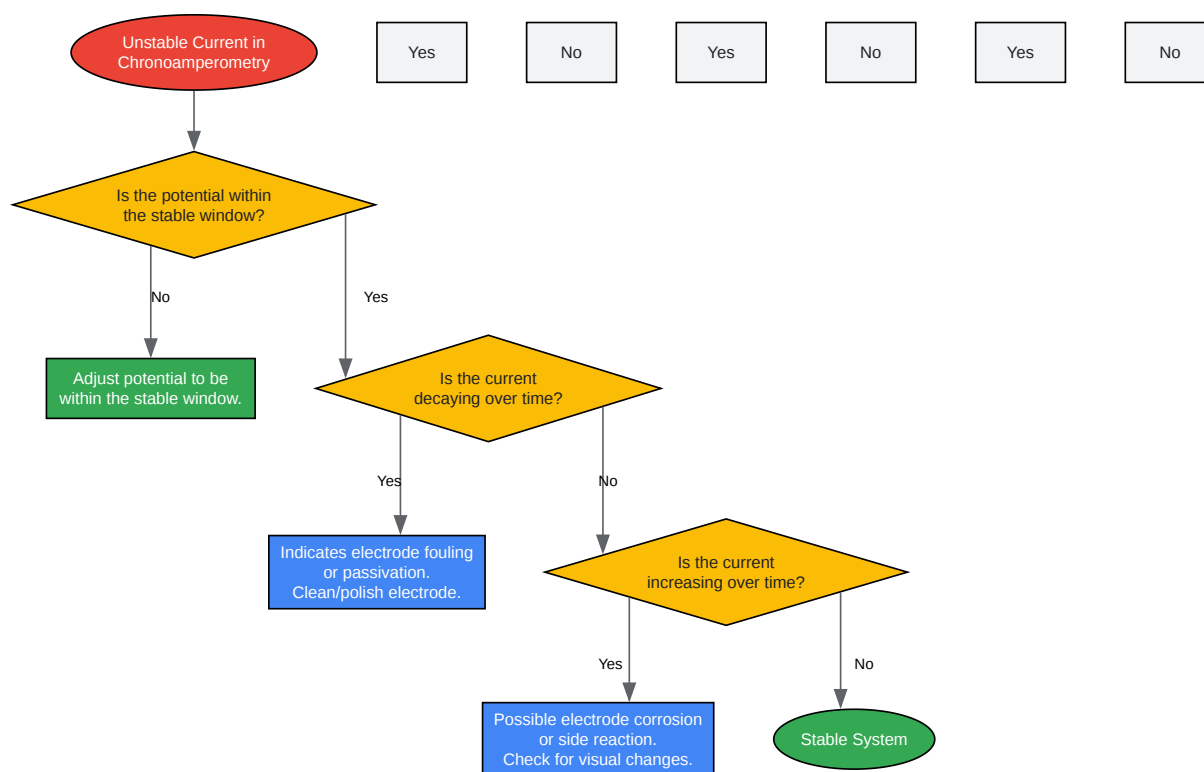 Unstable Current in
Chronoamperometry
Yes
No
Yes
No
Yes
No
Is the potential within
the stable window?
No
Yes
Adjust potential to be
within the stable window.
Is the current
decaying over time?
Yes
No
Indicates electrode fouling
or passivation.
Clean/polish electrode.
Is the current
increasing over time?
Yes
No
Possible electrode corrosion
or side reaction.
Check for visual changes.
Stable System